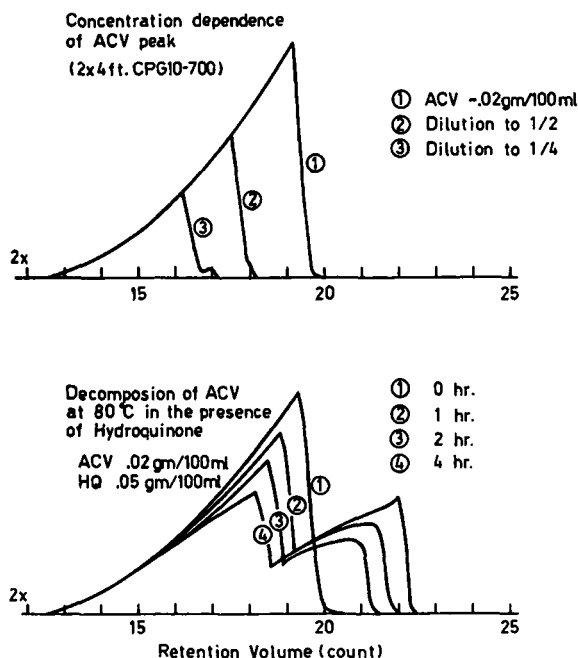 Concentration dependence
of ACV peak
(2x4ft. CPG10-700)
① ACV ~.02gm/100ml
② Dilution to 1/2
③ Dilution to 1/4
①
②
③
2x
15 20 25
Decomposion of ACV
at 80°C in the presence
of Hydroquinone
ACV .02gm/100ml
HQ .05 gm/100ml
① 0 hr.
② 1 hr.
③ 2 hr.
④ 4 hr.
①
②
③
④
2x
15 20 25
Retention Volume (count)